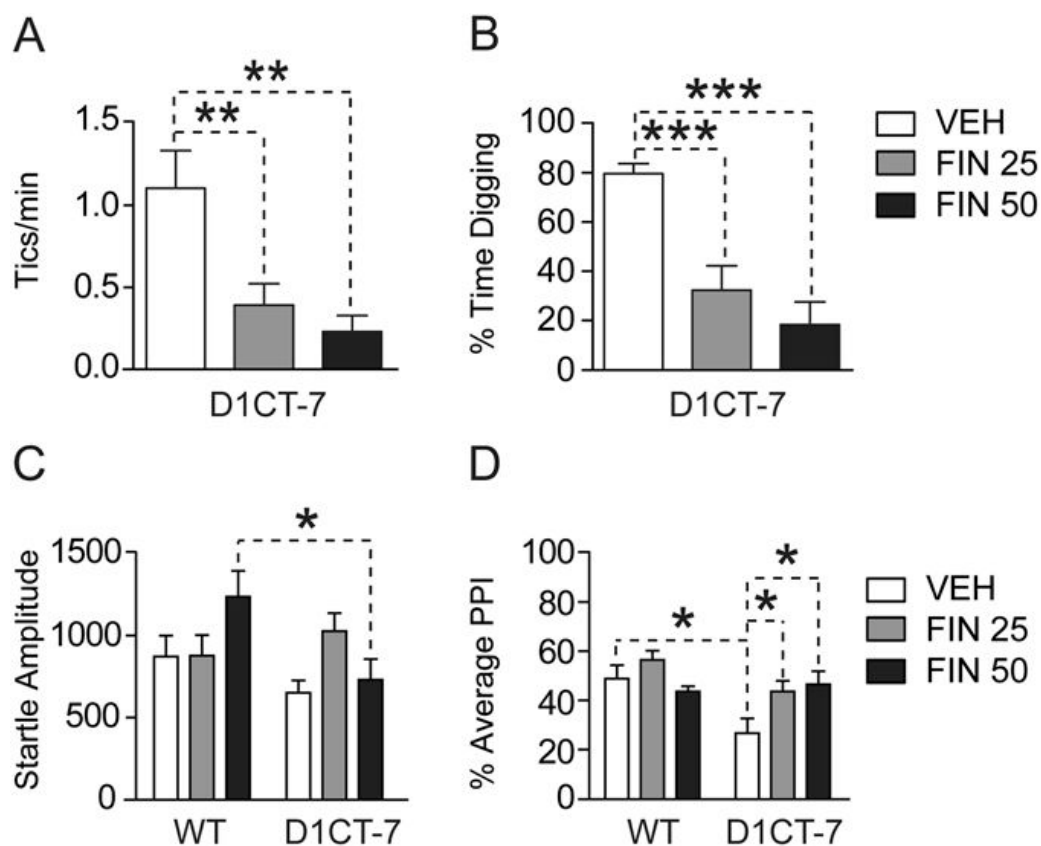 A
**
**
1.5
1.0
0.5
0.0
Tics/min
D1CT-7
B
***
***
100
80
60
40
20
0
% Time Digging
D1CT-7
VEH
FIN 25
FIN 50
C
*
1500
1000
500
0
Startle Amplitude
WT D1CT-7
D
*
*
*
100
80
60
40
20
0
% Average PPI
WT D1CT-7
VEH
FIN 25
FIN 50